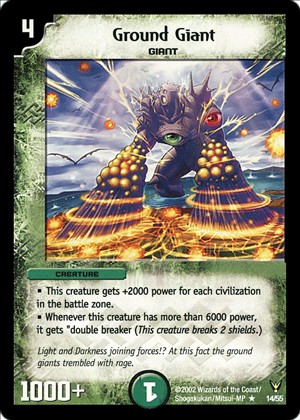 4
Ground Giant
GIANT
CREATURE
▪ This creature gets +2000 power for each civilization
in the battle zone.
▪ Whenever this creature has more than 6000 power,
it gets "double breaker (This creature breaks 2 shields.)
Light and Darkness joining forces!? At this fact the ground
giants trembled with rage.
1000+
1
©2002 Wizards of the Coast/
Shogakukan/Mitsui-MP ★ 14/55